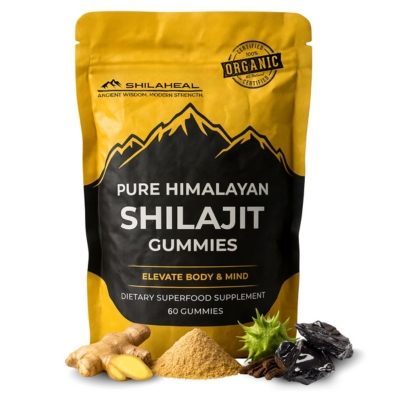 SHILAHEAL
ANCIENT WISDOM, MODERN STRENGTH.
CERTIFIED
100%
ORGANIC
CERTIFIED
PURE HIMALAYAN
SHILAJIT
GUMMIES
ELEVATE BODY & MIND
DIETARY SUPERFOOD SUPPLEMENT
60 GUMMIES